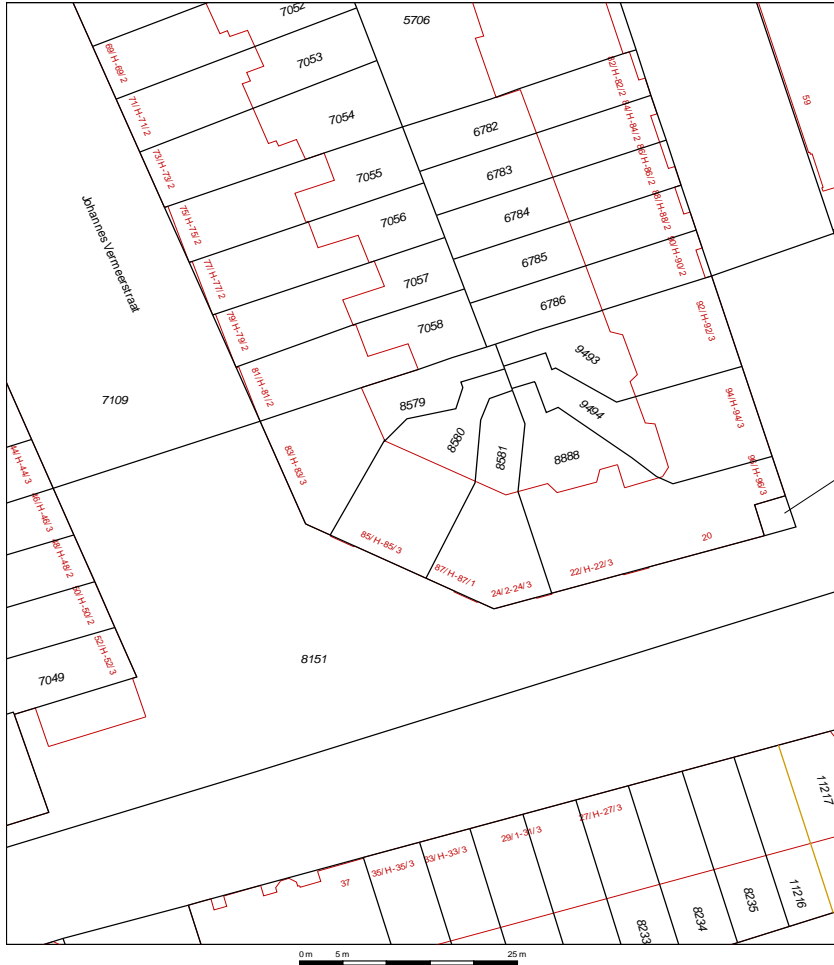 7052
5706
7053
7054
7055
7056
7057
7058
6782
6783
6784
6785
6786
9493
9494
8579
8580
8581
8888
69/H-69/2
71/H-71/2
73/H-73/2
75/H-75/2
77/H-77/2
79/H-79/2
81/H-81/2
83/H-83/3
85/H-85/3
87/H-87/1
24/2-24/3
22/H-22/3
20
82/H-82/2
84/H-84/2
86/H-86/2
88/H-88/2
90/H-90/2
92/H-92/3
94/H-94/3
96/H-96/3
59
Johannes Vermeerstraat
7109
44/H-44/3
46/H-46/3
48/H-48/2
50/H-50/2
52/H-52/3
7049
8151
37
35/H-35/3
33/H-33/3
29/1-31/3
27/H-27/3
8233
8234
8235
11216
11217
0 m 5 m 25 m